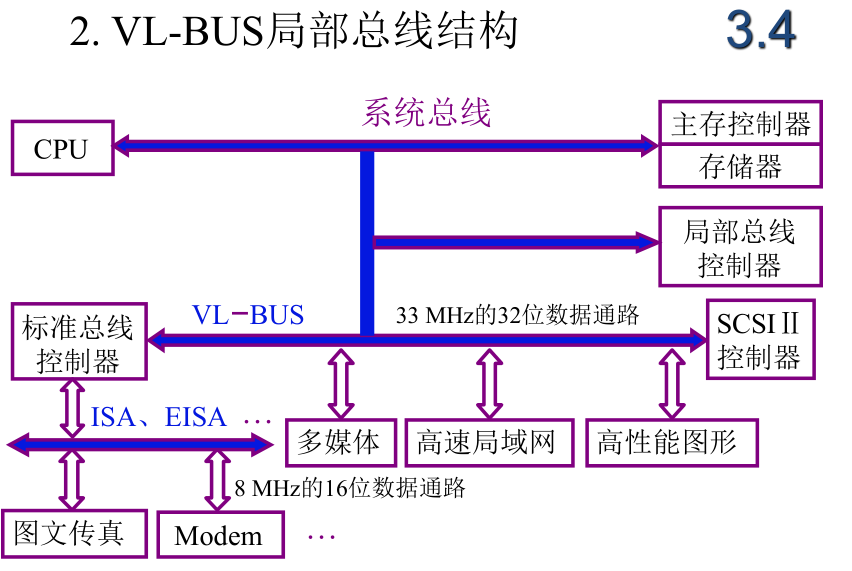 2. VL-BUS局部总线结构
3.4
系统总线
CPU
主存控制器
存储器
局部总线
控制器
标准总线
控制器
VL-BUS
33 MHz的32位数据通路
SCSI Ⅱ
控制器
ISA、EISA …
多媒体
高速局域网
高性能图形
8 MHz的16位数据通路
图文传真
Modem
…